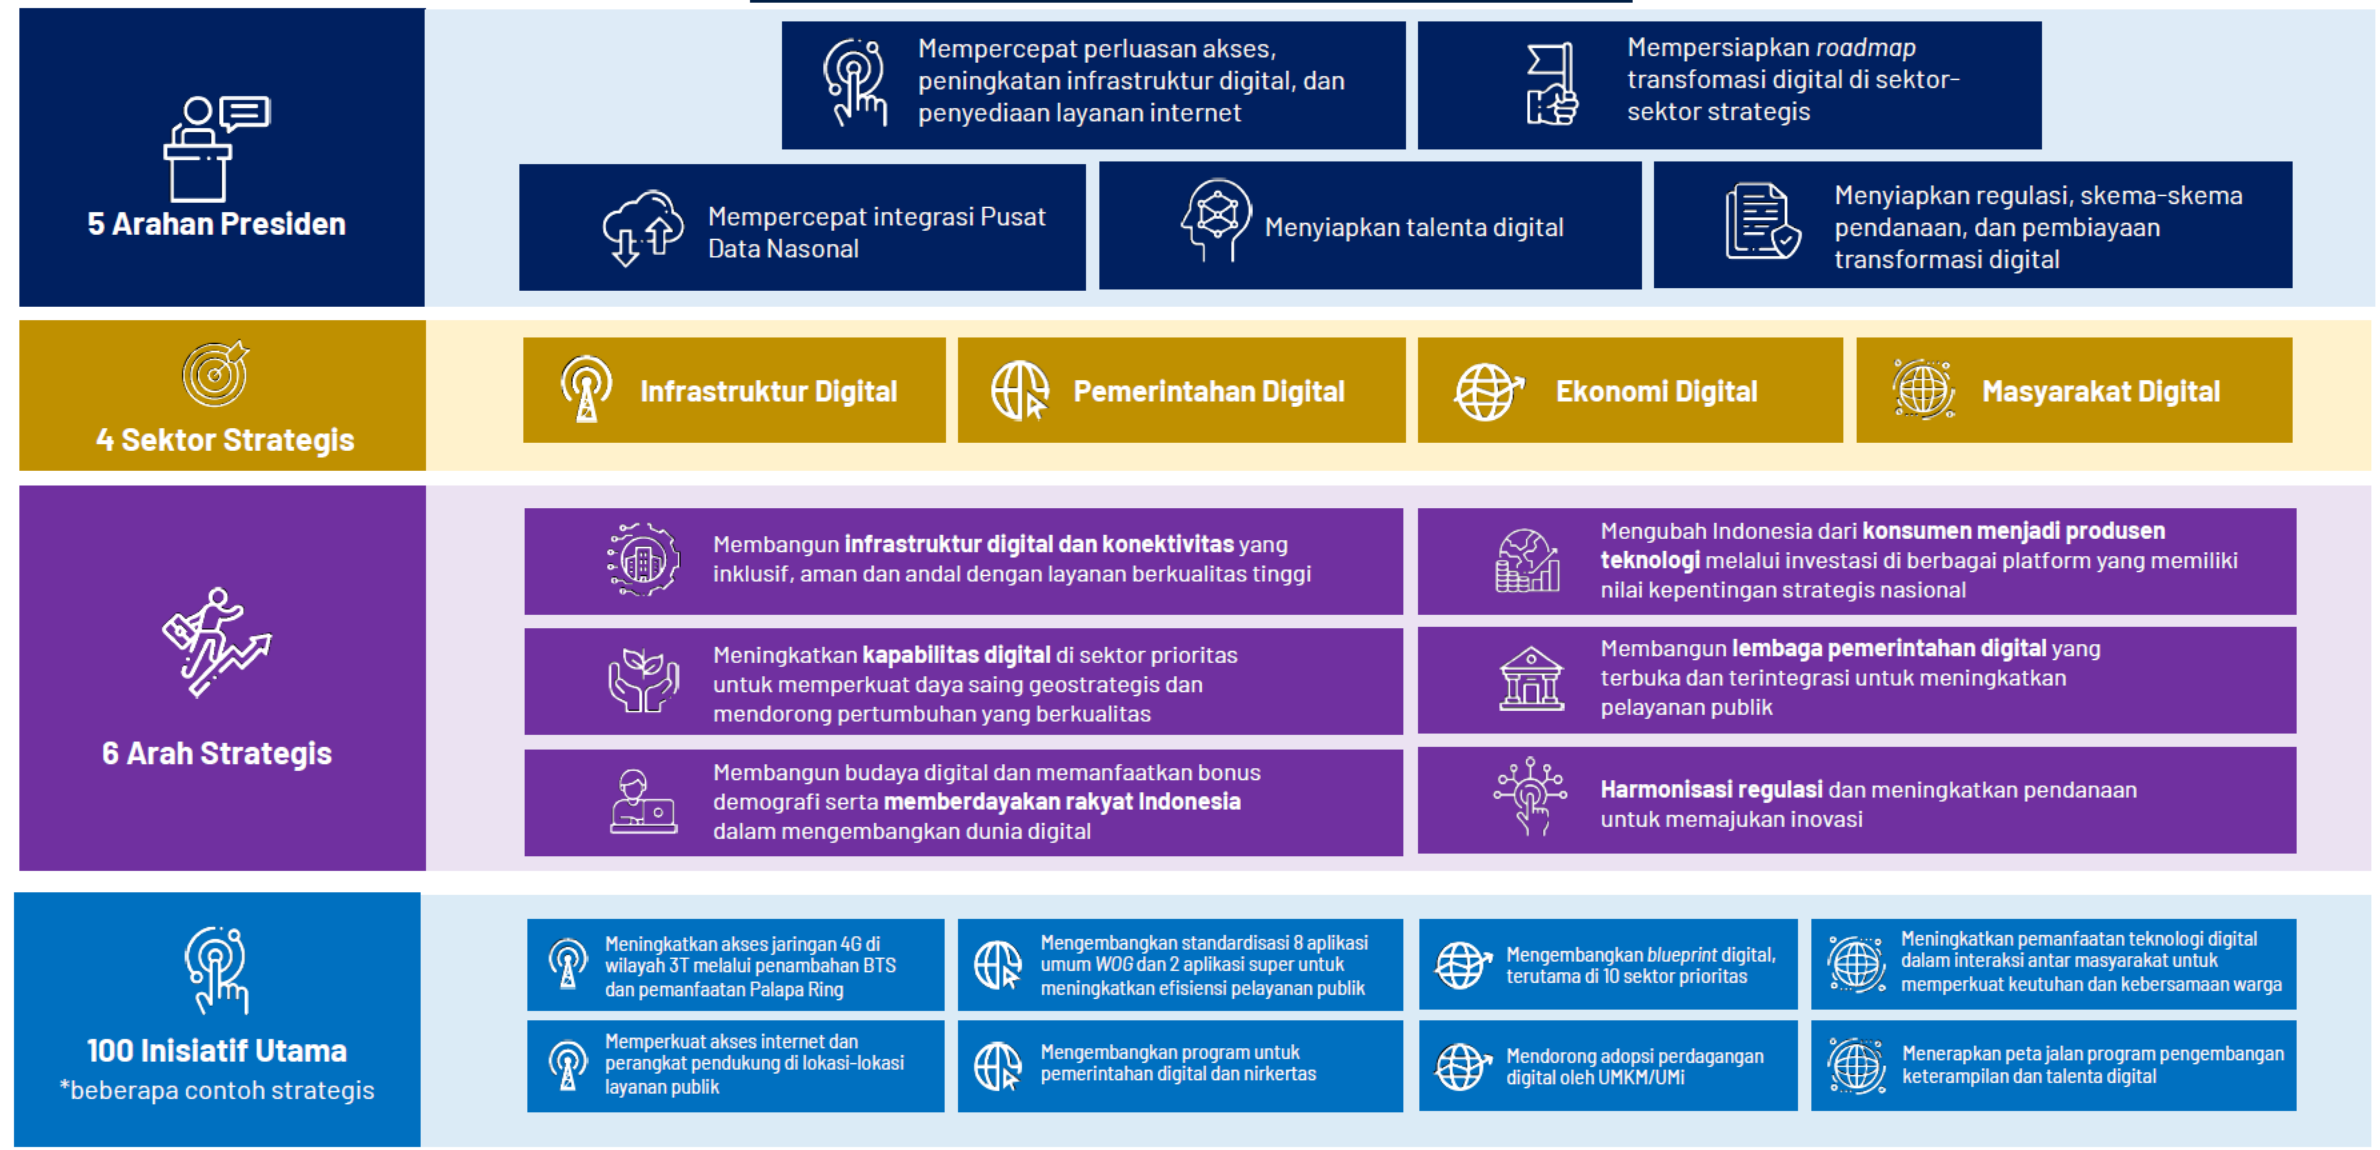 5 Arahan Presiden
Mempercepat perluasan akses,
peningkatan infrastruktur digital, dan
penyediaan layanan internet
Mempersiapkan roadmap
transfomasi digital di sektor-
sektor strategis
Mempercepat integrasi Pusat
Data Nasonal
Menyiapkan talenta digital
Menyiapkan regulasi, skema-skema
pendanaan, dan pembiayaan
transformasi digital
4 Sektor Strategis
Infrastruktur Digital
Pemerintahan Digital
Ekonomi Digital
Masyarakat Digital
6 Arah Strategis
Membangun infrastruktur digital dan konektivitas yang
inklusif, aman dan andal dengan layanan berkualitas tinggi
Mengubah Indonesia dari konsumen menjadi produsen
teknologi melalui investasi di berbagai platform yang memiliki
nilai kepentingan strategis nasional
Meningkatkan kapabilitas digital di sektor prioritas
untuk memperkuat daya saing geostrategis dan
mendorong pertumbuhan yang berkualitas
Membangun lembaga pemerintahan digital yang
terbuka dan terintegrasi untuk meningkatkan
pelayanan publik
Membangun budaya digital dan memanfaatkan bonus
demografi serta memberdayakan rakyat Indonesia
dalam mengembangkan dunia digital
Harmonisasi regulasi dan meningkatkan pendanaan
untuk memajukan inovasi
100 Inisiatif Utama
*beberapa contoh strategis
Meningkatkan akses jaringan 4G di
wilayah 3T melalui penambahan BTS
dan pemanfaatan Palapa Ring
Mengembangkan standardisasi 8 aplikasi
umum WOG dan 2 aplikasi super untuk
meningkatkan efisiensi pelayanan publik
Mengembangkan blueprint digital,
terutama di 10 sektor prioritas
Meningkatkan pemanfaatan teknologi digital
dalam interaksi antar masyarakat untuk
memperkuat keutuhan dan kebersamaan warga
Memperkuat akses internet dan
perangkat pendukung di lokasi-lokasi
layanan publik
Mengembangkan program untuk
pemerintahan digital dan nirkertas
Mendorong adopsi perdagangan
digital oleh UMKM/UMi
Menerapkan peta jalan program pengembangan
keterampilan dan talenta digital